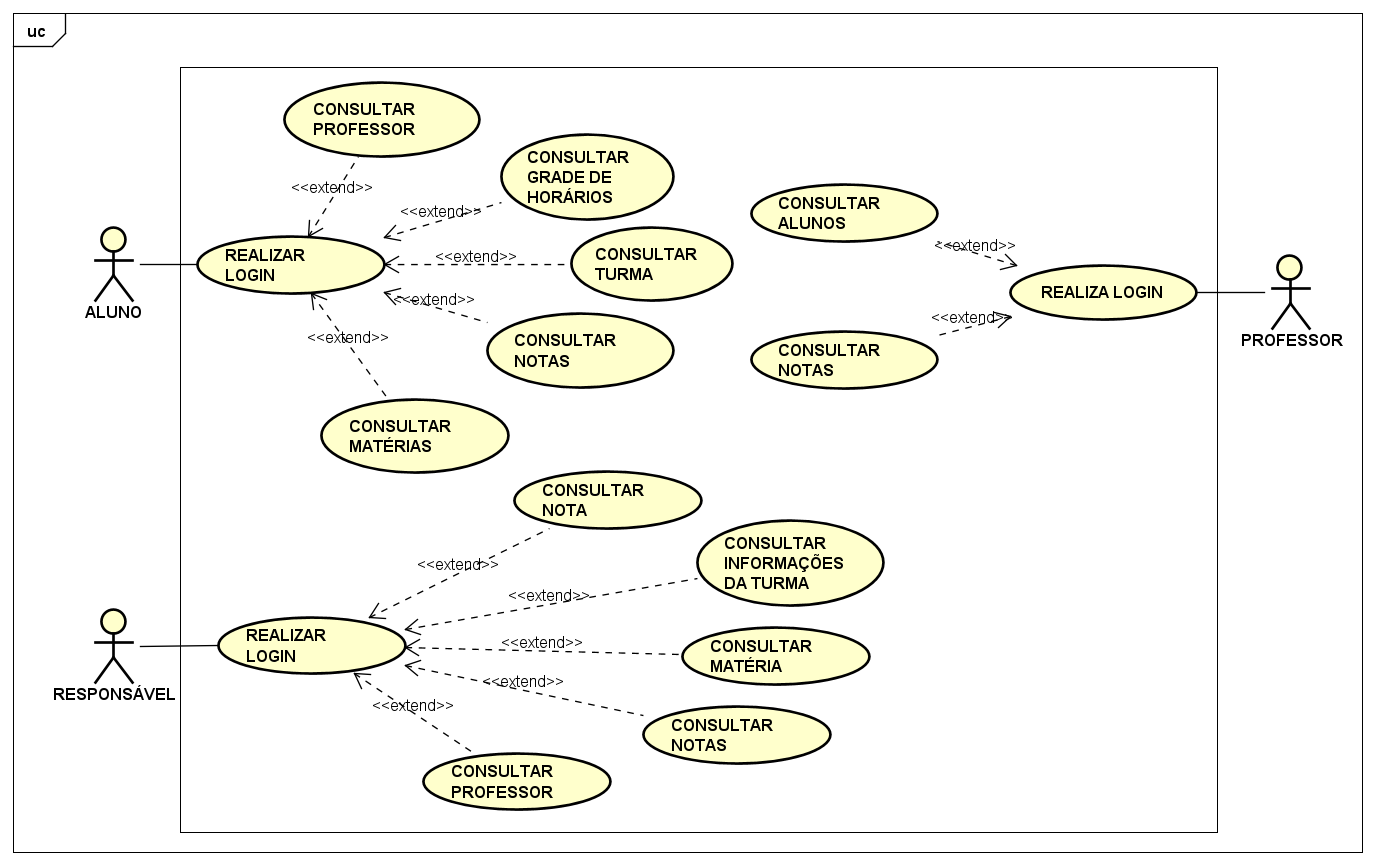 uc
CONSULTAR
PROFESSOR
<<extend>>
CONSULTAR
GRADE DE
HORÁRIOS
<<extend>>
CONSULTAR
TURMA
<<extend>>
REALIZAR
LOGIN
ALUNO
<<extend>>
CONSULTAR
NOTAS
<<extend>>
CONSULTAR
MATÉRIAS
CONSULTAR
ALUNOS
<<extend>>
REALIZA LOGIN
PROFESSOR
<<extend>>
CONSULTAR
NOTAS
CONSULTAR
NOTA
<<extend>>
CONSULTAR
INFORMAÇÕES
DA TURMA
<<extend>>
REALIZAR
LOGIN
RESPONSÁVEL
<<extend>>
CONSULTAR
MATÉRIA
<<extend>>
CONSULTAR
NOTAS
<<extend>>
CONSULTAR
PROFESSOR